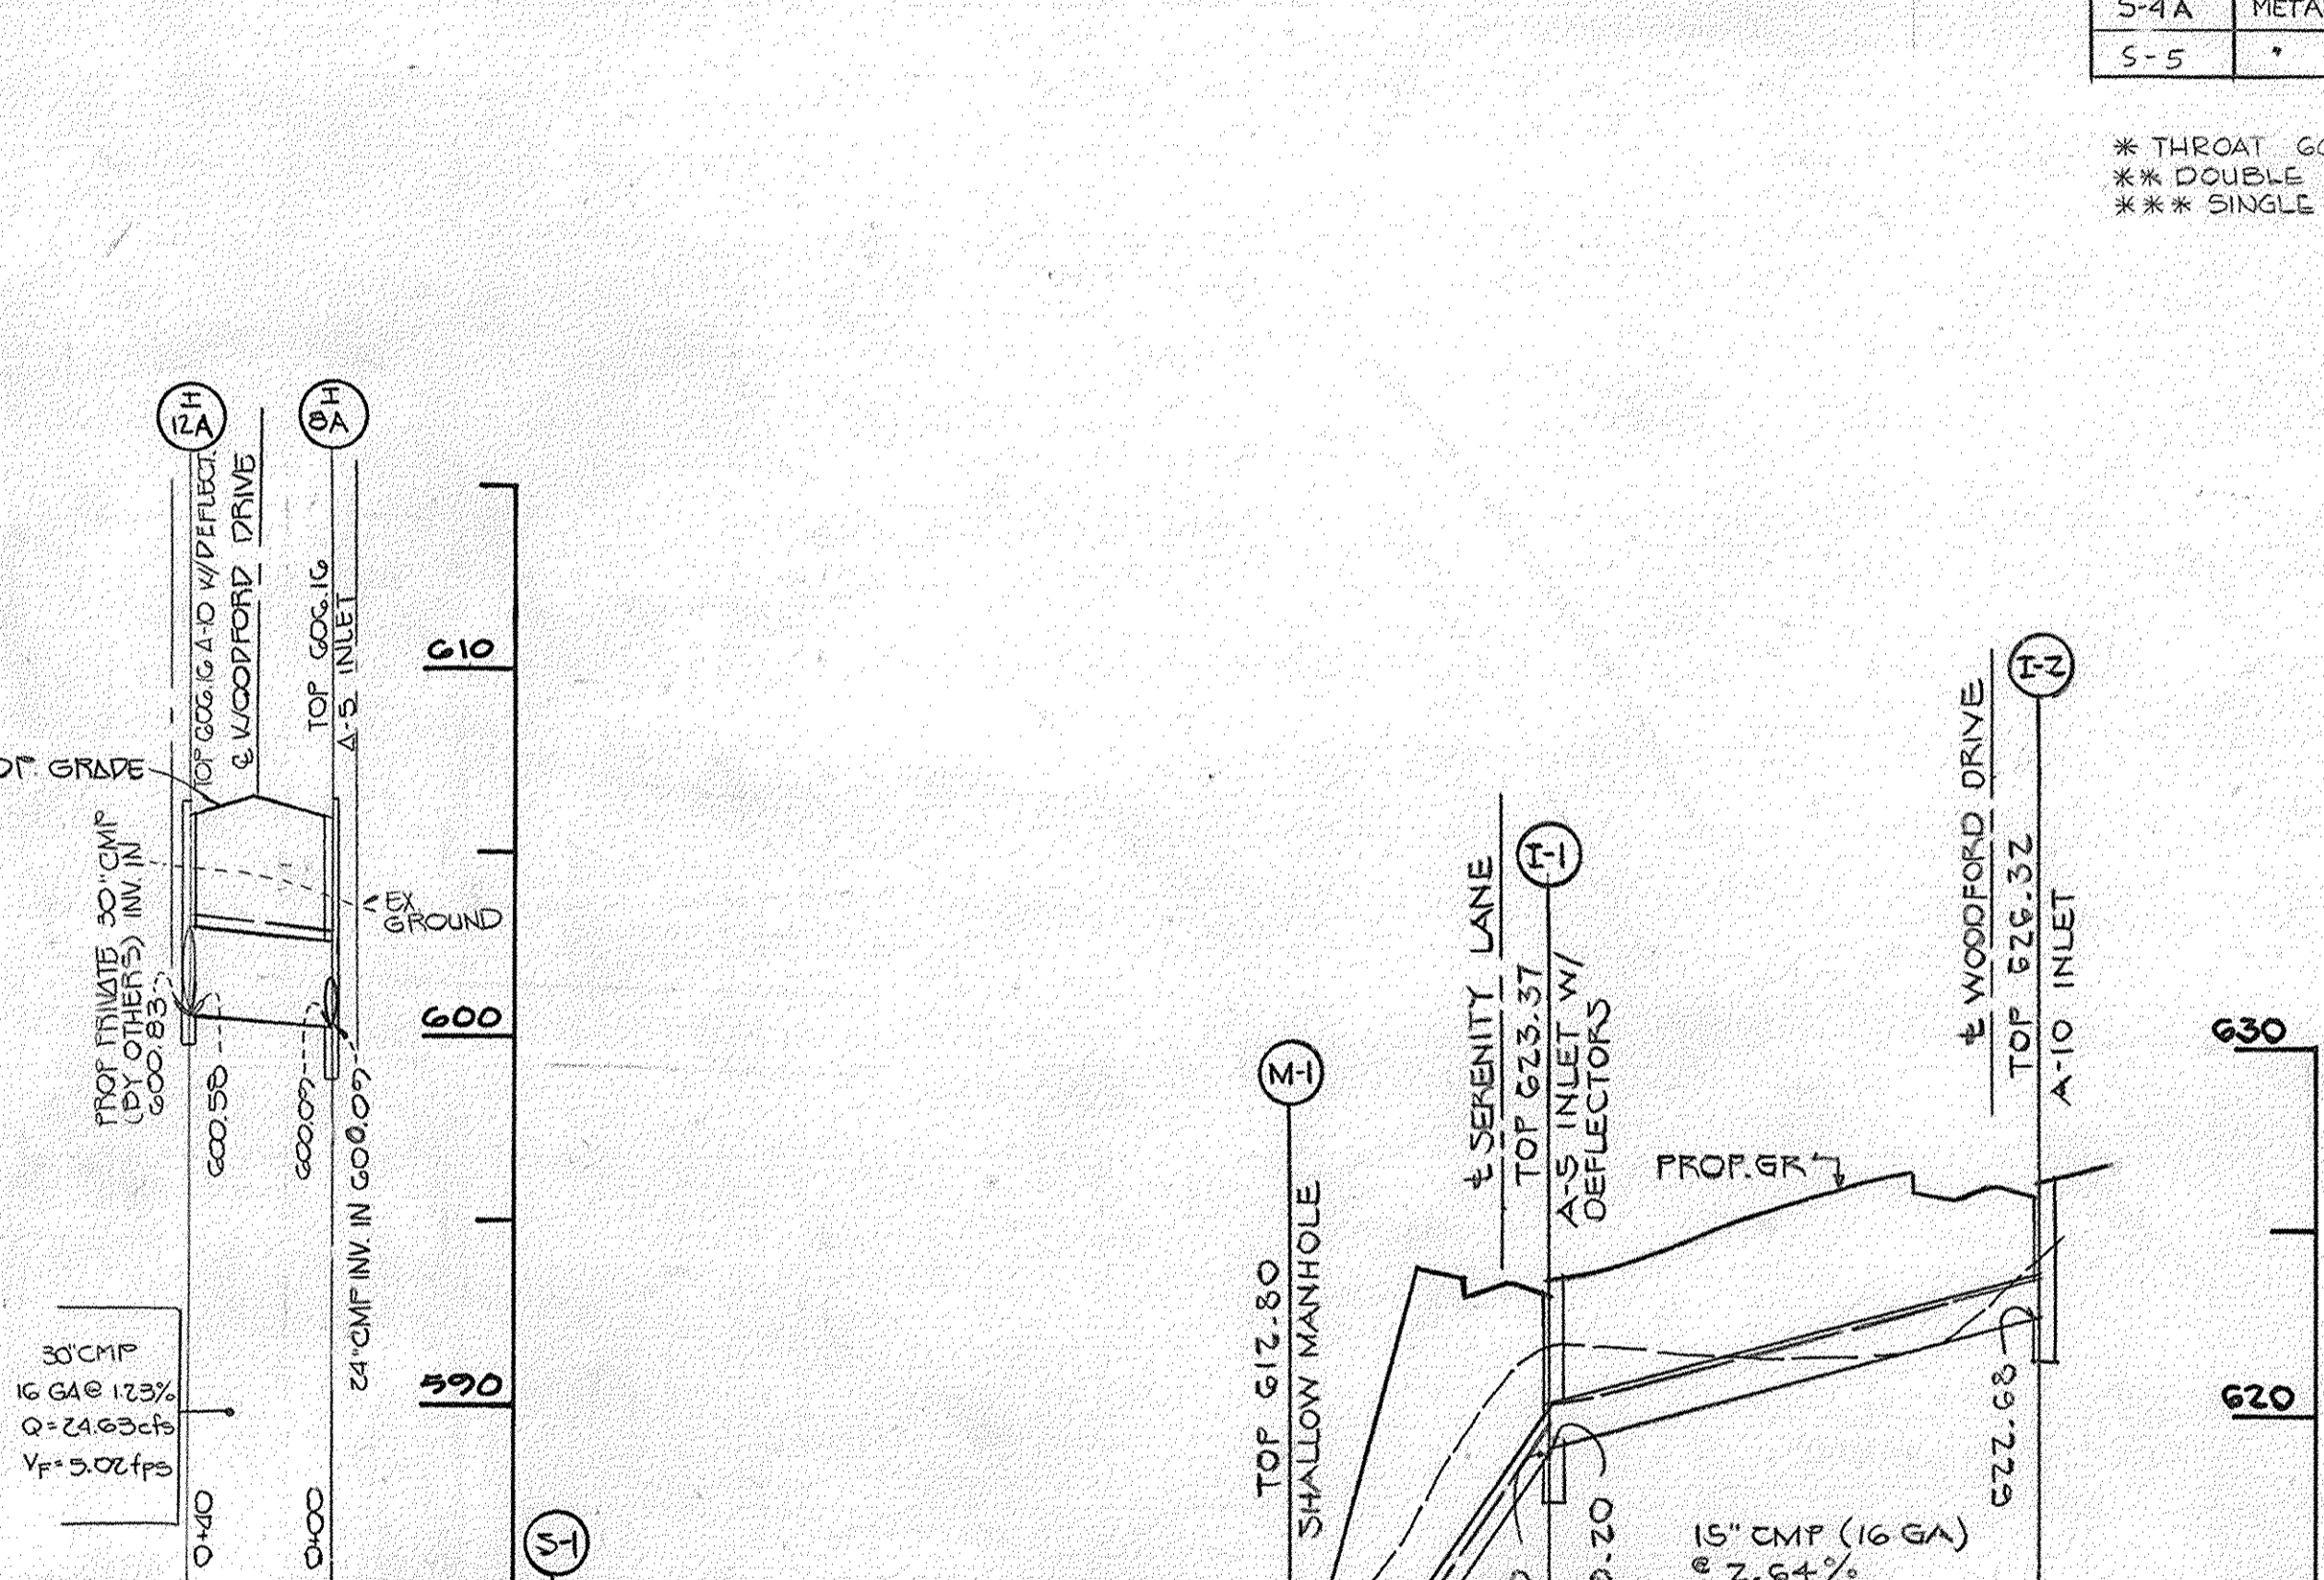 S-4A META
S-5 "
* THROAT
** DOUBLE
*** SINGLE
I
12A
I
8A
TOP 606.16 A-10 W/DEFLECT.
℄ WOODFORD DRIVE
TOP 606.16
A-5 INLET
610
600
590
OP. GRADE
PROP PRIVATE 30"CMP
(BY OTHERS) INV. IN
600.83
EX
GROUND
600.58
600.09
24"CMP INV. IN 600.09
30"CMP
16 GA @ 1.23%
Q=24.63cfs
VF=5.02fps
0+40
0+00
S-1
M-1
TOP 612.80
SHALLOW MANHOLE
℄ SERENITY LANE
I-1
TOP 623.37
A-5 INLET W/
DEFLECTORS
PROP. GR
℄ WOODFORD DRIVE
I-2
TOP 626.32
A-10 INLET
630
620
622.68
15" CMP (16 GA)
@ 2.64%